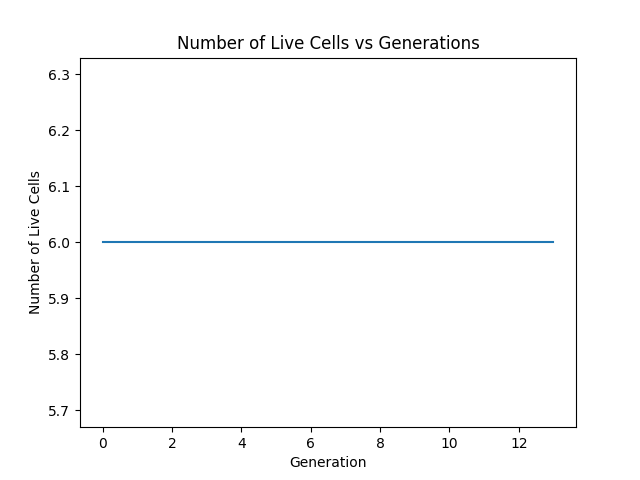 Number of Live Cells vs Generations
6.3
6.2
6.1
6.0
5.9
5.8
5.7
Number of Live Cells
0 2 4 6 8 10 12
Generation